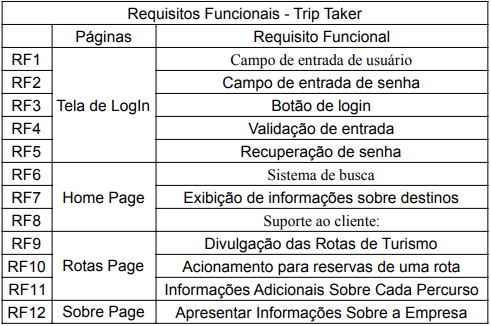 Requisitos Funcionais - Trip Taker
Páginas Requisito Funcional
RF1 Campo de entrada de usuário
RF2 Campo de entrada de senha
RF3 Tela de LogIn Botão de login
RF4 Validação de entrada
RF5 Recuperação de senha
RF6 Sistema de busca
RF7 Home Page Exibição de informações sobre destinos
RF8 Suporte ao cliente:
RF9 Divulgação das Rotas de Turismo
RF10 Rotas Page Acionamento para reservas de uma rota
RF11 Informações Adicionais Sobre Cada Percurso
RF12 Sobre Page Apresentar Informações Sobre a Empresa